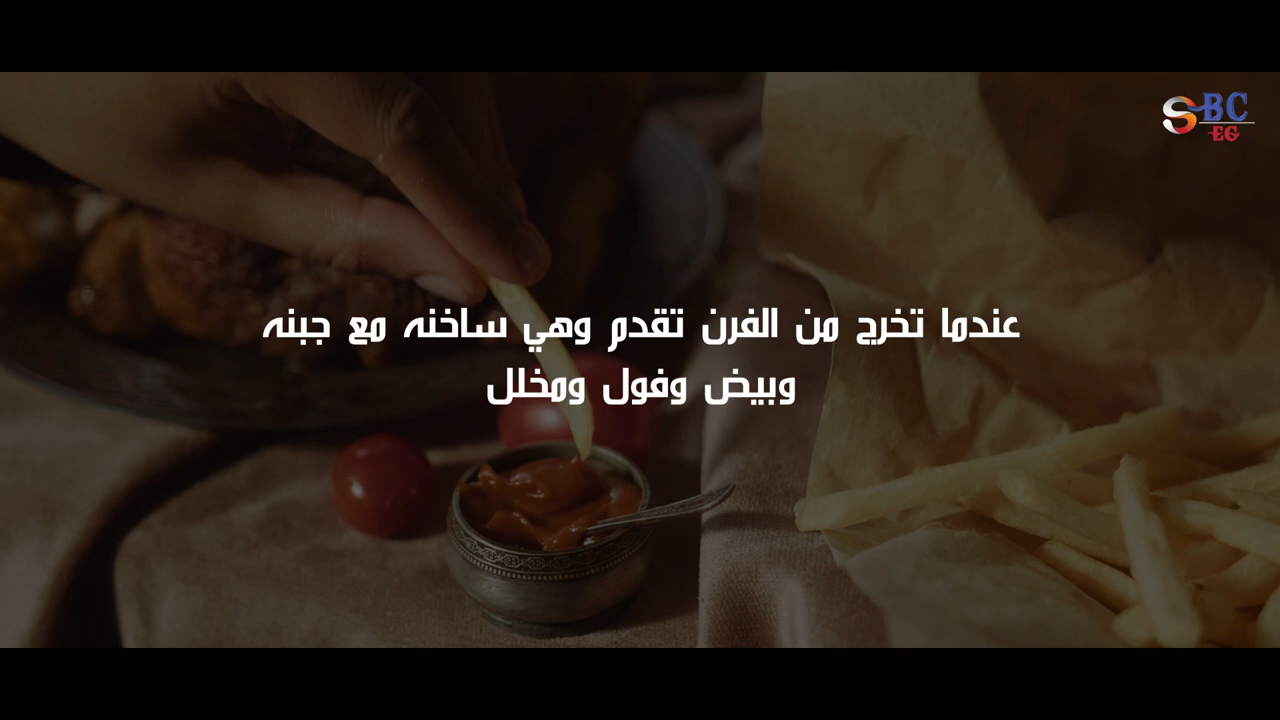 SBC
EG
عندما تخرج من الفرن تقدم وهي ساخنه مع جبنه
وبيض وفول ومخلل